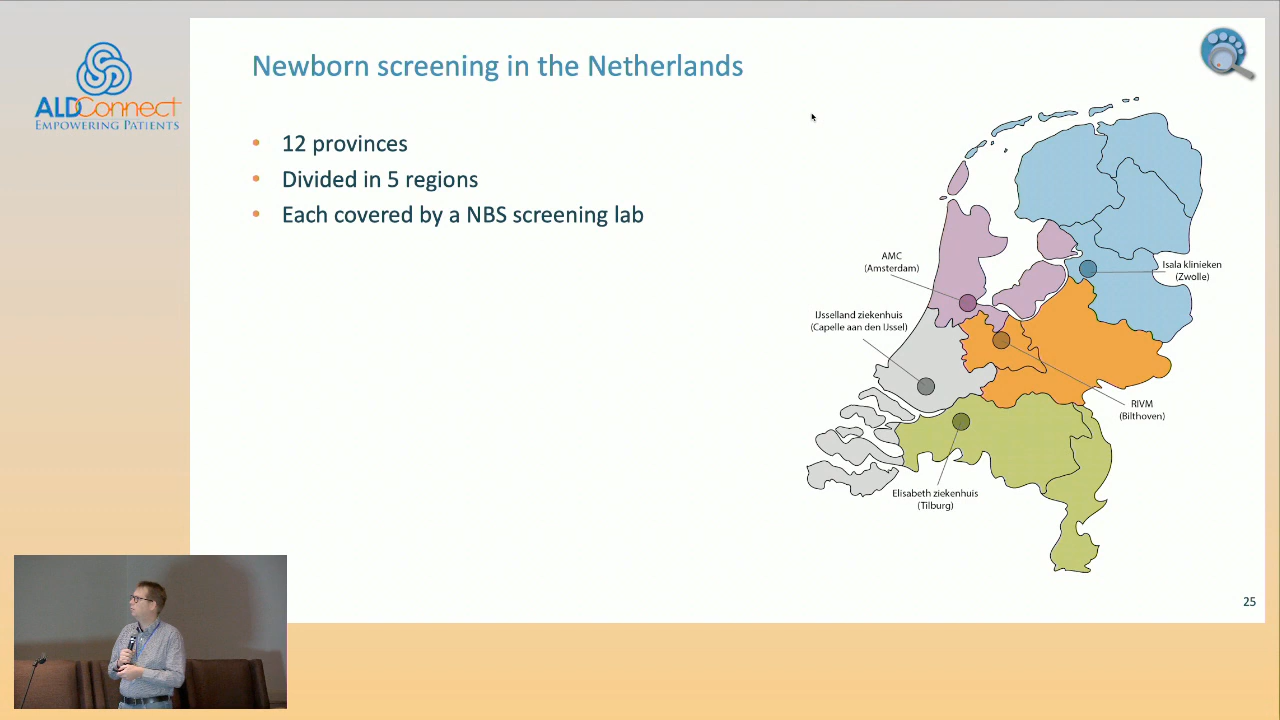 ALDConnect
EMPOWERING PATIENTS
Newborn screening in the Netherlands
• 12 provinces
• Divided in 5 regions
• Each covered by a NBS screening lab
AMC
(Amsterdam)
Isala klinieken
(Zwolle)
IJsselland ziekenhuis
(Capelle aan den IJssel)
RIVM
(Bilthoven)
Elisabeth ziekenhuis
(Tilburg)
25